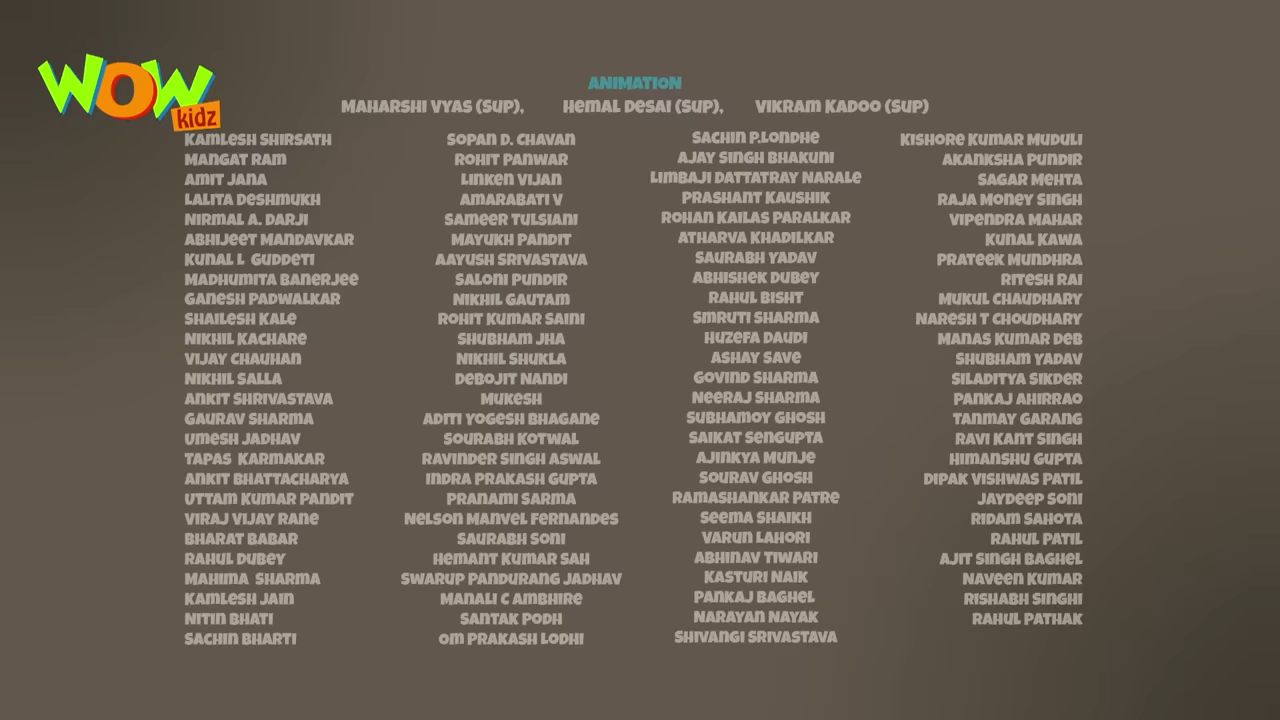 WOW
kidz
ANIMATION
MAHARSHI VYAS (SUP), HEMAL DESAI (SUP), VIKRAM KADOO (SUP)
KAMLESH SHIRSATH
MANGAT RAM
AMIT JANA
LALITA DESHMUKH
NIRMAL A. DARJI
ABHIJEET MANDAVKAR
KUNAL L GUDDETI
MADHUMITA BANERJEE
GANESH PADWALKAR
SHAILESH KALE
NIKHIL KACHARE
VIJAY CHAUHAN
NIKHIL SALLA
ANKIT SHRIVASTAVA
GAURAV SHARMA
UMESH JADHAV
TAPAS KARMAKAR
ANKIT BHATTACHARYA
UTTAM KUMAR PANDIT
VIRAJ VIJAY RANE
BHARAT BABAR
RAHUL DUBEY
MAHIMA SHARMA
KAMLESH JAIN
NITIN BHATI
SACHIN BHARTI
SOPAN D. CHAVAN
ROHIT PANWAR
LINKEN VIJAN
AMARABATI V
SAMEER TULSIANI
MAYUKH PANDIT
AAYUSH SRIVASTAVA
SALONI PUNDIR
NIKHIL GAUTAM
ROHIT KUMAR SAINI
SHUBHAM JHA
NIKHIL SHUKLA
DEBOJIT NANDI
MUKESH
ADITI YOGESH BHAGANE
SOURABH KOTWAL
RAVINDER SINGH ASWAL
INDRA PRAKASH GUPTA
PRANAMI SARMA
NELSON MANVEL FERNANDES
SAURABH SONI
HEMANT KUMAR SAH
SWARUP PANDURANG JADHAV
MANALI C AMBHIRE
SANTAK PODH
OM PRAKASH LODHI
SACHIN P.LONDHE
AJAY SINGH BHAKUNI
LIMBAJI DATTATRAY NARALE
PRASHANT KAUSHIK
ROHAN KAILAS PARALKAR
ATHARVA KHADILKAR
SAURABH YADAV
ABHISHEK DUBEY
RAHUL BISHT
SMRUTI SHARMA
HUZEFA DAUDI
ASHAY SAVE
GOVIND SHARMA
NEERAJ SHARMA
SUBHAMOY GHOSH
SAIKAT SENGUPTA
AJINKYA MUNJE
SOURAV GHOSH
RAMASHANKAR PATRE
SEEMA SHAIKH
VARUN LAHORI
ABHINAV TIWARI
KASTURI NAIK
PANKAJ BAGHEL
NARAYAN NAYAK
SHIVANGI SRIVASTAVA
KISHORE KUMAR MUDULI
AKANKSHA PUNDIR
SAGAR MEHTA
RAJA MONEY SINGH
VIPENDRA MAHAR
KUNAL KAWA
PRATEEK MUNDHRA
RITESH RAI
MUKUL CHAUDHARY
NARESH T CHOUDHARY
MANAS KUMAR DEB
SHUBHAM YADAV
SILADITYA SIKDER
PANKAJ AHIRRAO
TANMAY GARANG
RAVI KANT SINGH
HIMANSHU GUPTA
DIPAK VISHWAS PATIL
JAYDEEP SONI
RIDAM SAHOTA
RAHUL PATIL
AJIT SINGH BAGHEL
NAVEEN KUMAR
RISHABH SINGHI
RAHUL PATHAK